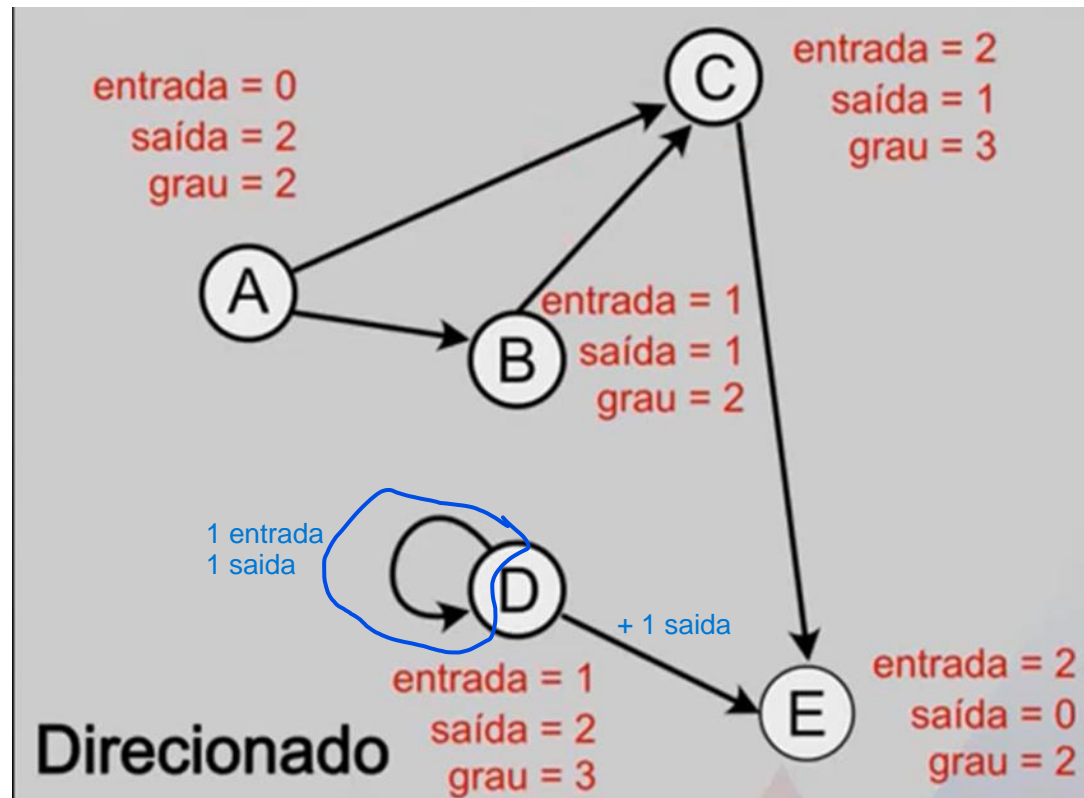 entrada = 0
saída = 2
grau = 2
C
entrada = 2
saída = 1
grau = 3
A
B
entrada = 1
saída = 1
grau = 2
1 entrada
1 saida
D
+ 1 saida
entrada = 1
saída = 2
grau = 3
E
entrada = 2
saída = 0
grau = 2
Direcionado